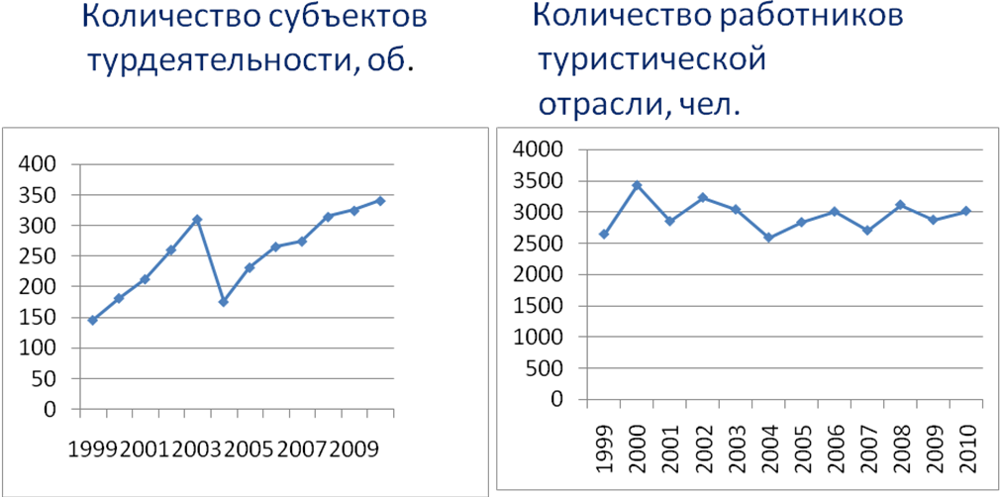 Количество субъектов
турдеятельности, об.
Количество работников
туристической
отрасли, чел.
400
350
300
250
200
150
100
50
0
1999 2001 2003 2005 2007 2009
4000
3500
3000
2500
2000
1500
1000
500
0
1999 2000 2001 2002 2003 2004 2005 2006 2007 2008 2009 2010